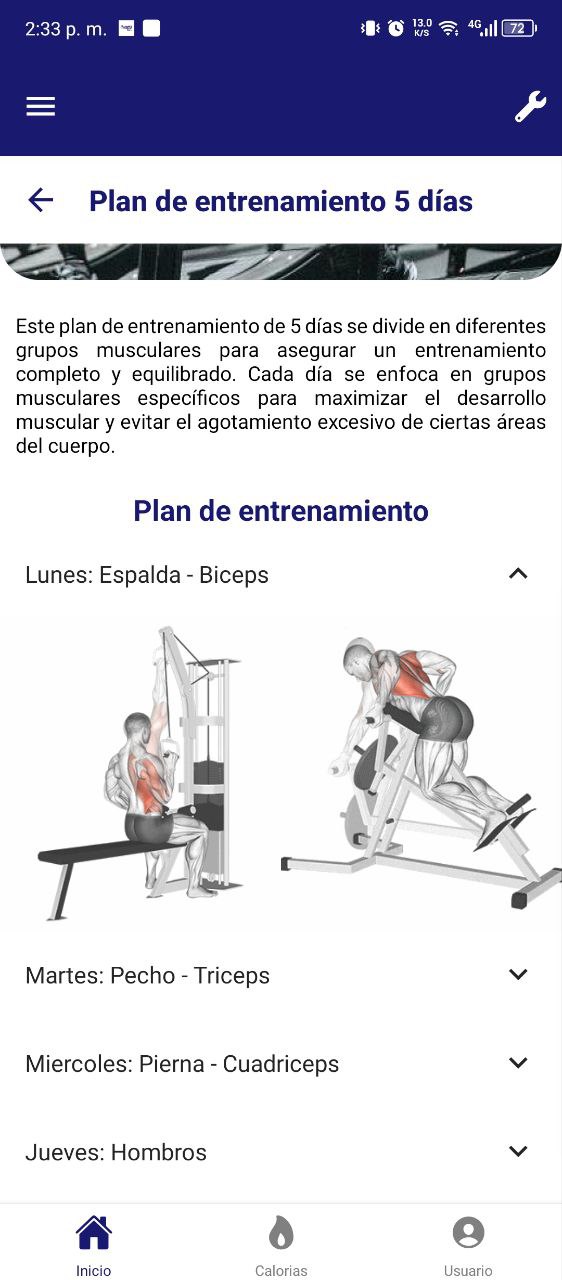 2:33 p. m.
13.0
K/S
4G
72
Plan de entrenamiento 5 días
Este plan de entrenamiento de 5 días se divide en diferentes
grupos musculares para asegurar un entrenamiento
completo y equilibrado. Cada día se enfoca en grupos
musculares específicos para maximizar el desarrollo
muscular y evitar el agotamiento excesivo de ciertas áreas
del cuerpo.
Plan de entrenamiento
Lunes: Espalda - Biceps
Martes: Pecho - Triceps
Miercoles: Pierna - Cuadriceps
Jueves: Hombros
Inicio
Calorias
Usuario